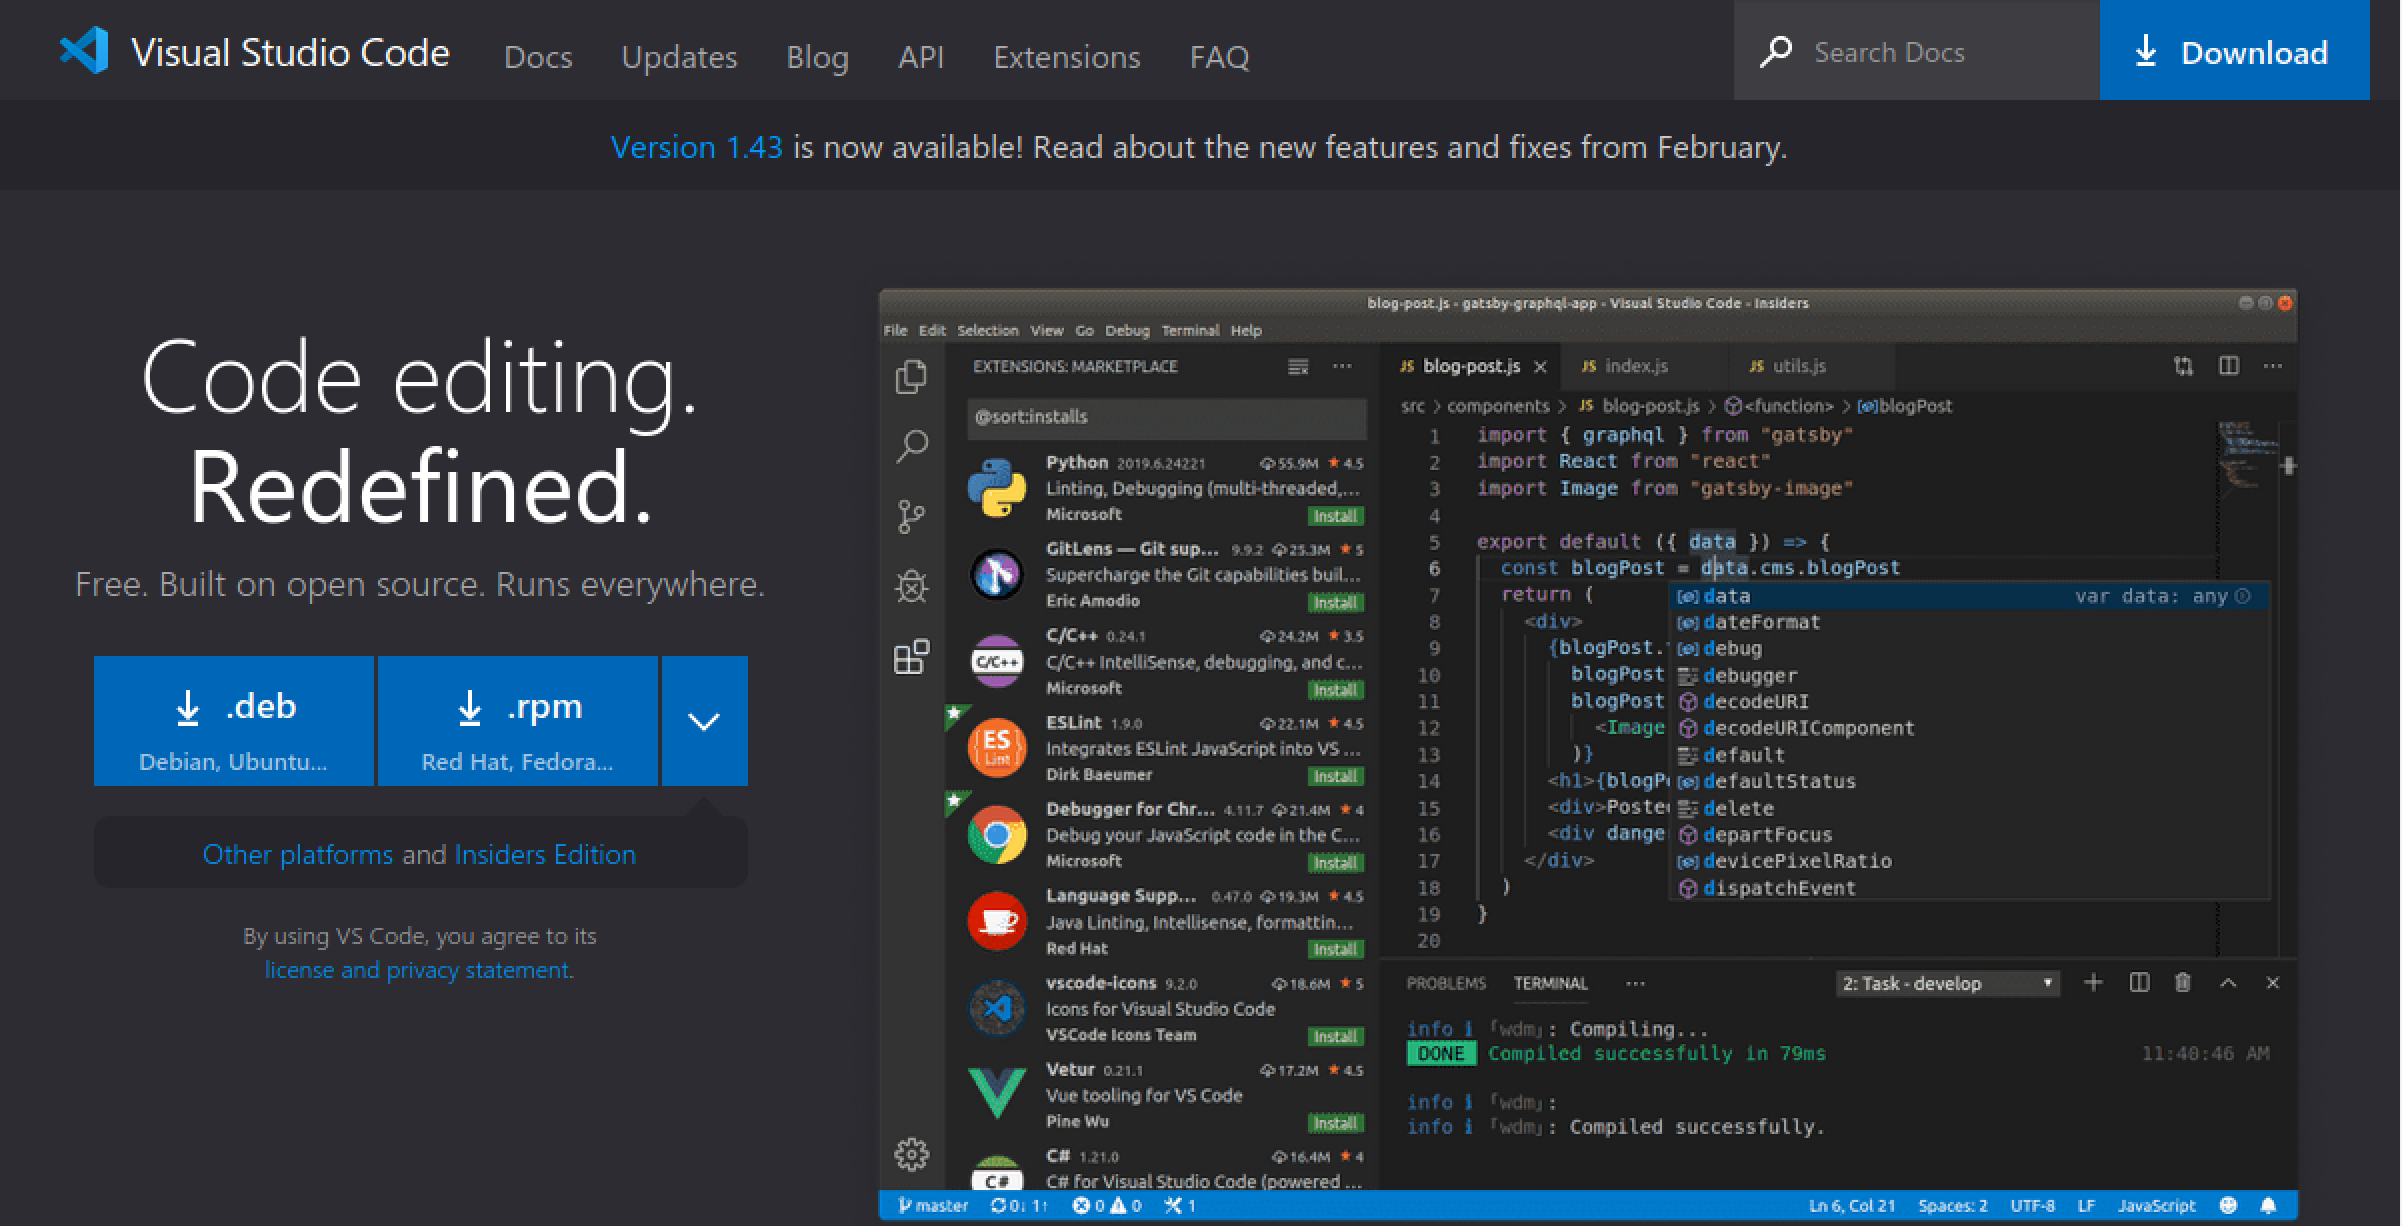 Visual Studio Code Docs Updates Blog API Extensions FAQ Search Docs Download
Version 1.43 is now available! Read about the new features and fixes from February.
Code editing.
Redefined.
Free. Built on open source. Runs everywhere.
.deb
Debian, Ubuntu...
.rpm
Red Hat, Fedora...
Other platforms and Insiders Edition
By using VS Code, you agree to its
license and privacy statement.
blog-post.js - gatsby-graphql-app - Visual Studio Code - Insiders
File Edit Selection View Go Debug Terminal Help
EXTENSIONS: MARKETPLACE
@sort:installs
Python 2019.6.24221 55.9M ★ 4.5
Linting, Debugging (multi-threaded,...
Microsoft Install
GitLens — Git sup... 9.9.2 25.3M ★ 5
Supercharge the Git capabilities buil...
Eric Amodio Install
C/C++
C/C++ 0.24.1 24.2M ★ 3.5
C/C++ IntelliSense, debugging, and c...
Microsoft Install
ES
Lint
ESLint 1.9.0 22.1M ★ 4.5
Integrates ESLint JavaScript into VS ...
Dirk Baeumer Install
Debugger for Chr... 4.11.7 21.4M ★ 4
Debug your JavaScript code in the C...
Microsoft Install
Language Supp... 0.47.0 19.3M ★ 4.5
Java Linting, Intellisense, formattin...
Red Hat Install
vscode-icons 9.2.0 18.6M ★ 5
Icons for Visual Studio Code
VSCode Icons Team Install
Vetur 0.21.1 17.2M ★ 4.5
Vue tooling for VS Code
Pine Wu Install
C#
C# 1.21.0 16.4M ★ 4
C# for Visual Studio Code (powered ...
JS blog-post.js JS index.js JS utils.js ...
src > components > JS blog-post.js > <function> > blogPost
1 import { graphql } from "gatsby"
2 import React from "react"
3 import Image from "gatsby-image"
4
5 export default ({ data }) => {
6 const blogPost = data.cms.blogPost
7 return (
8 <div>
9 {blogPost.
10 blogPost
11 blogPost
12 <Image
13 )}
14 <h1>{blogP
15 <div>Poste
16 <div dange
17 </div>
18 )
19 }
20
data var data: any
dateFormat
debug
debugger
decodeURI
decodeURIComponent
default
defaultStatus
delete
departFocus
devicePixelRatio
dispatchEvent
PROBLEMS TERMINAL ... 2: Task - develop
info i ｢wdm｣: Compiling...
DONE Compiled successfully in 79ms 11:40:46 AM
info i ｢wdm｣:
info i ｢wdm｣: Compiled successfully.
master 0↓ 1↑ 0 0 1 Ln 6, Col 21 Spaces: 2 UTF-8 LF JavaScript